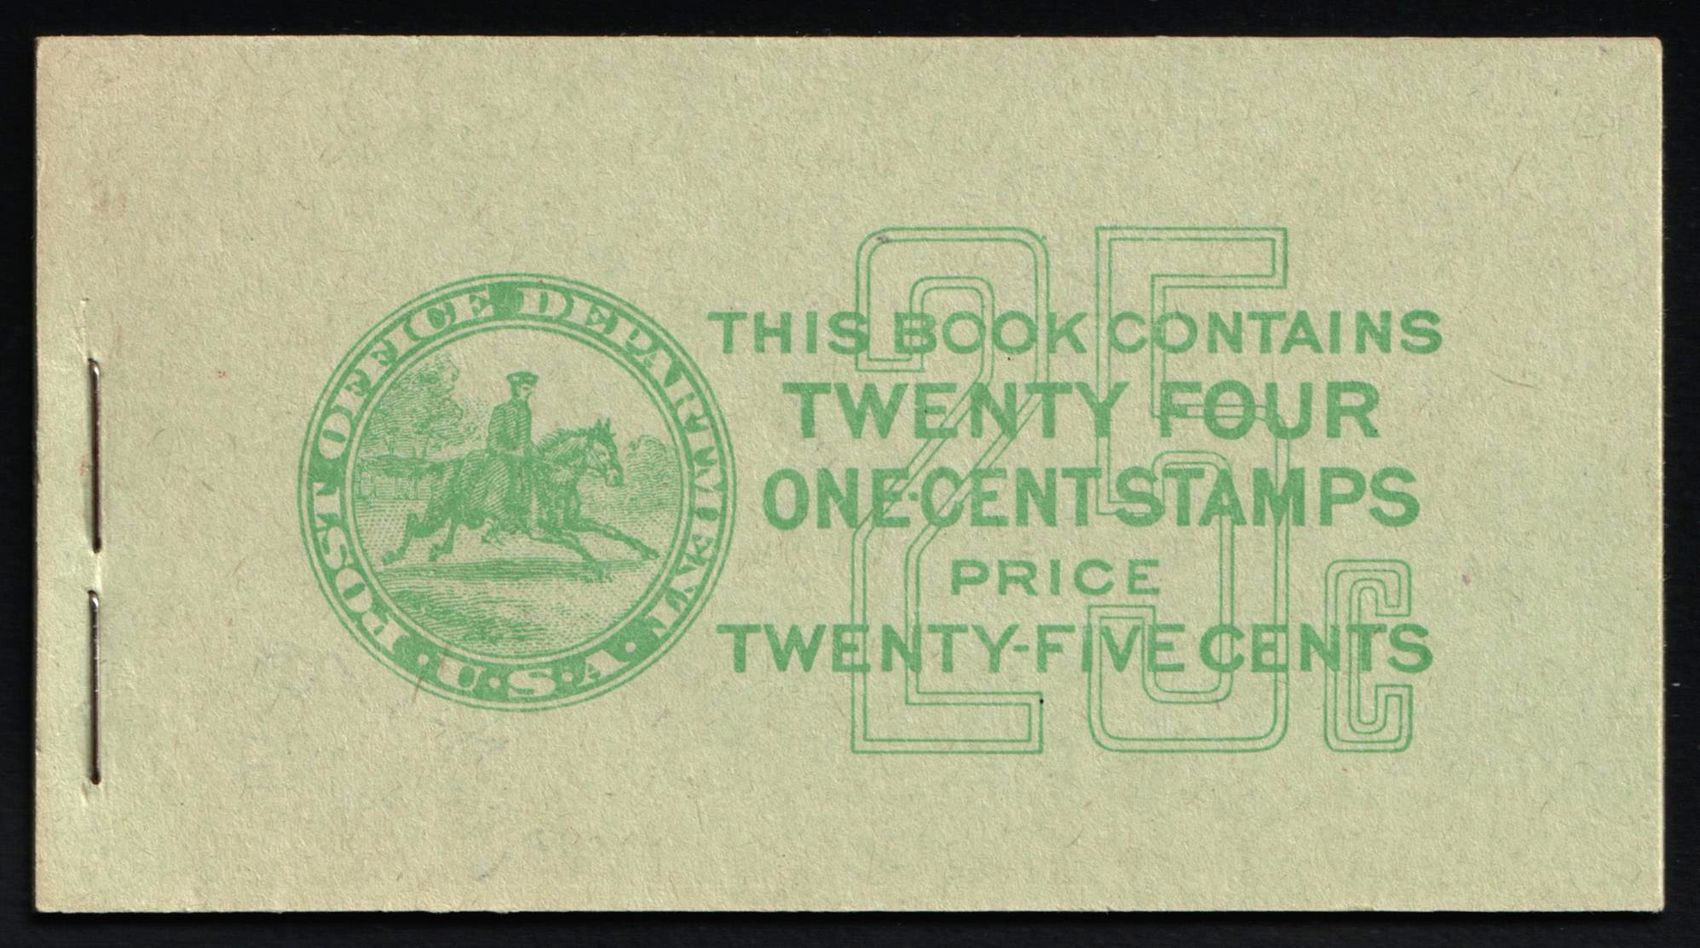 POST OFFICE DEPARTMENT
· U · S · A ·
25c
THIS BOOK CONTAINS
TWENTY FOUR
ONE-CENT STAMPS
PRICE
TWENTY-FIVE CENTS